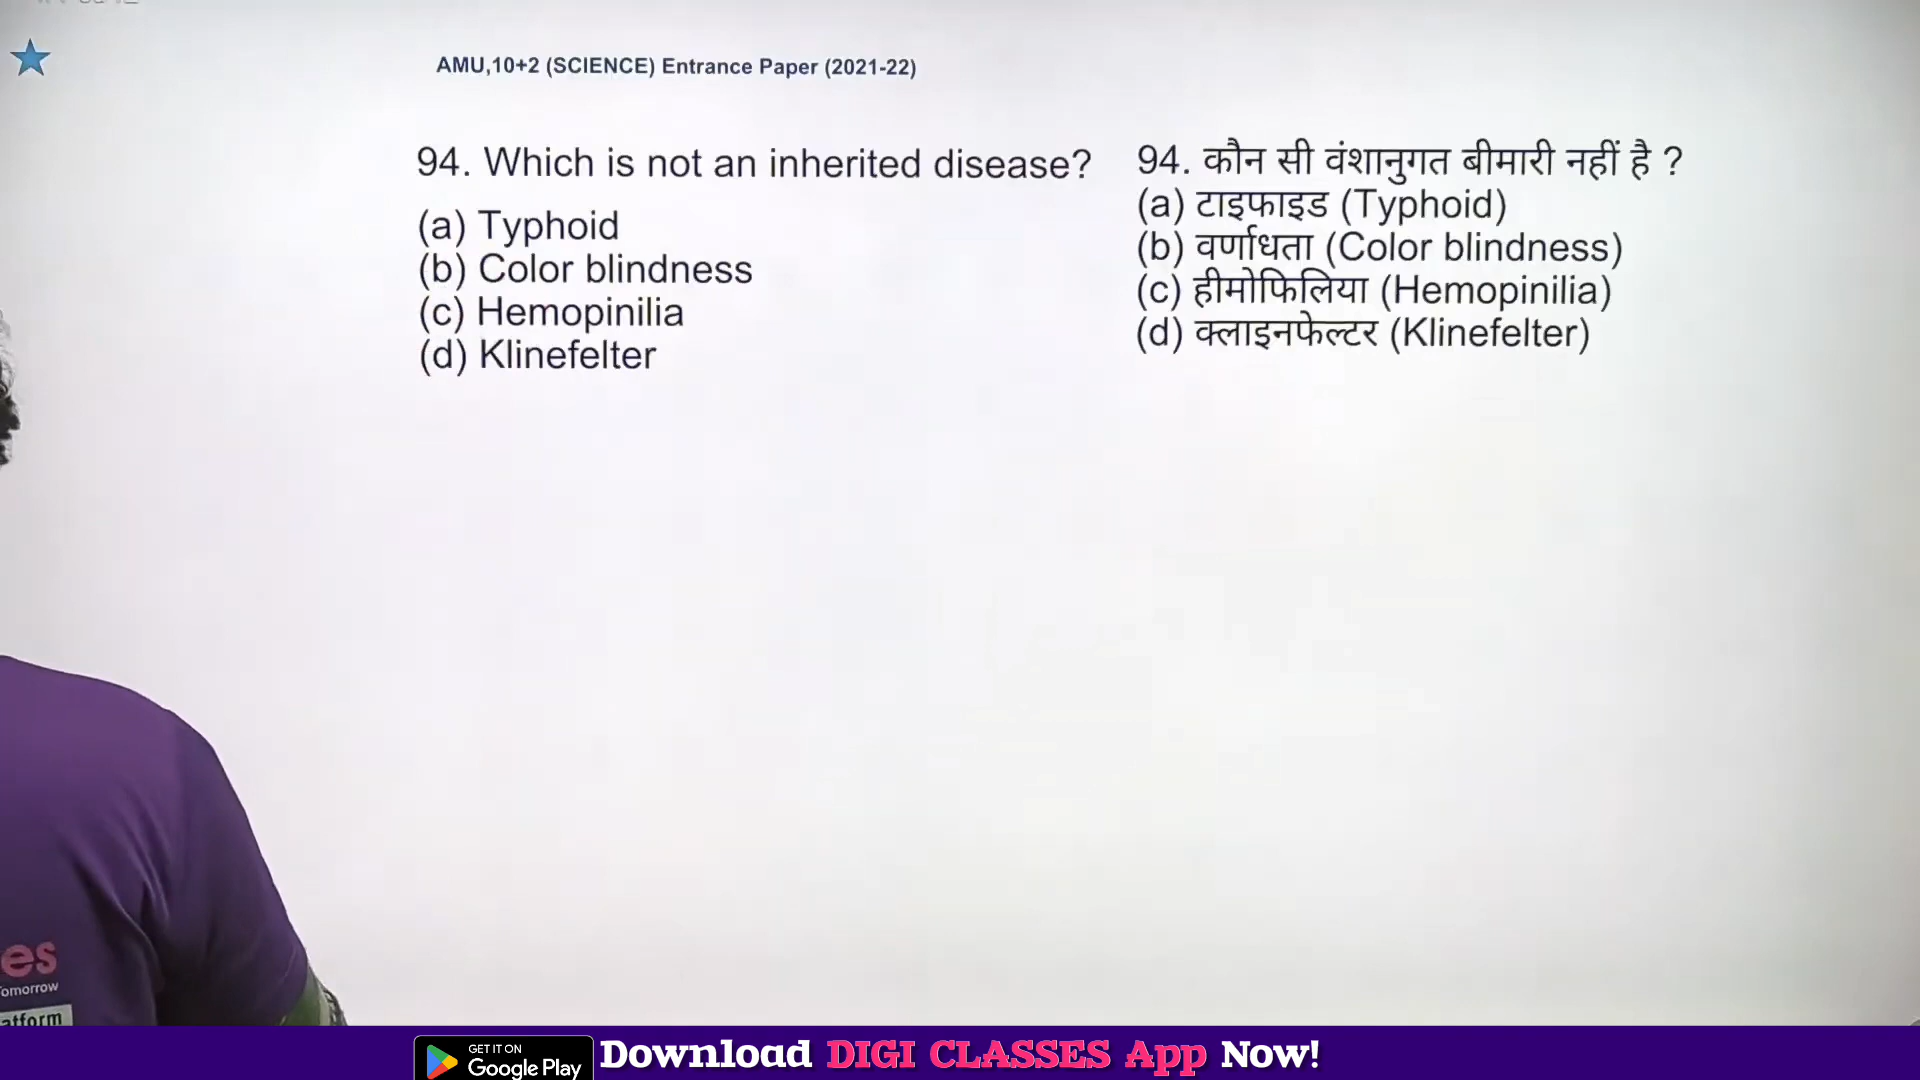 AMU,10+2 (SCIENCE) Entrance Paper (2021-22)
94. Which is not an inherited disease?
(a) Typhoid
(b) Color blindness
(c) Hemopinilia
(d) Klinefelter
94. कौन सी वंशानुगत बीमारी नहीं है ?
(a) टाइफाइड (Typhoid)
(b) वर्णाधता (Color blindness)
(c) हीमोफिलिया (Hemopinilia)
(d) क्लाइनफेल्टर (Klinefelter)
es
Tomorrow
atform
GET IT ON
Google Play
Download DIGI CLASSES App Now!